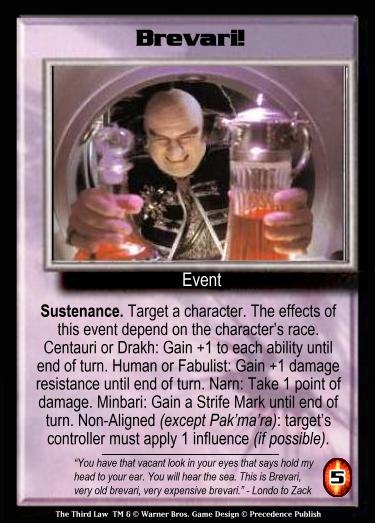 Brevari!
Event
Sustenance. Target a character. The effects of
this event depend on the character's race.
Centauri or Drakh: Gain +1 to each ability until
end of turn. Human or Fabulist: Gain +1 damage
resistance until end of turn. Narn: Take 1 point of
damage. Minbari: Gain a Strife Mark until end of
turn. Non-Aligned (except Pak'ma'ra): target's
controller must apply 1 influence (if possible).
"You have that vacant look in your eyes that says hold my
head to your ear. You will hear the sea. This is Brevari,
very old brevari, very expensive brevari." - Londo to Zack
5
The Third Law TM & © Warner Bros. Game Design © Precedence Publish